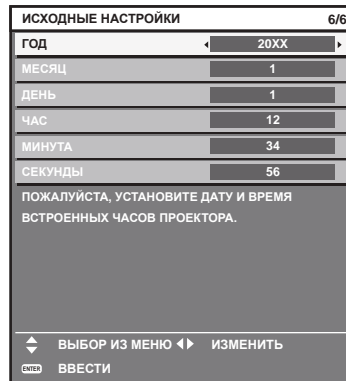 ИСХОДНЫЕ НАСТРОЙКИ 6/6
ГОД 20XX
МЕСЯЦ 1
ДЕНЬ 1
ЧАС 12
МИНУТА 34
СЕКУНДЫ 56
ПОЖАЛУЙСТА, УСТАНОВИТЕ ДАТУ И ВРЕМЯ
ВСТРОЕННЫХ ЧАСОВ ПРОЕКТОРА.
ВЫБОР ИЗ МЕНЮ ИЗМЕНИТЬ
ENTER ВВЕСТИ